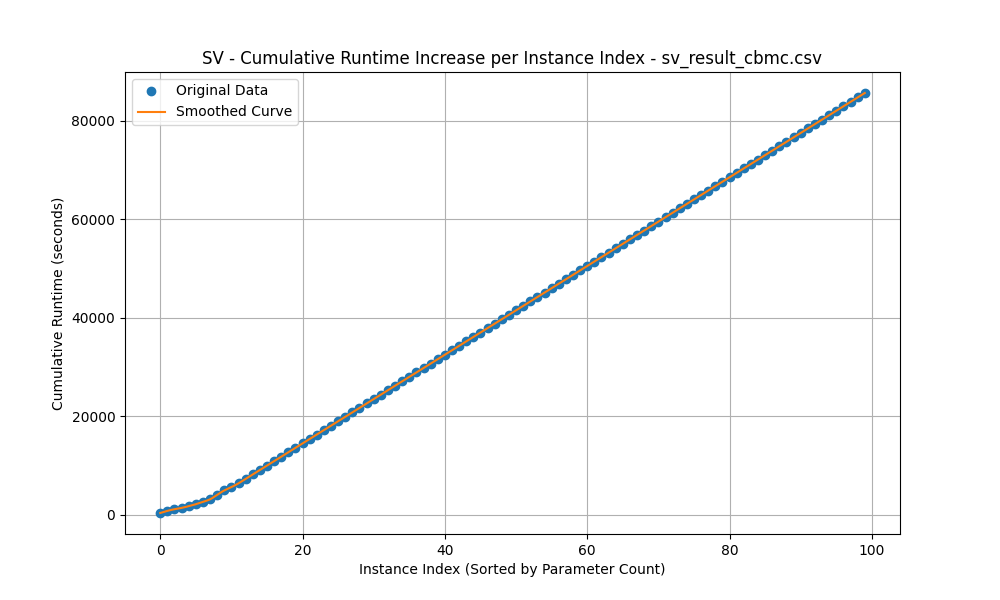 SV - Cumulative Runtime Increase per Instance Index - sv_result_cbmc.csv
Original Data
Smoothed Curve
80000
60000
40000
20000
0
Cumulative Runtime (seconds)
0 20 40 60 80 100
Instance Index (Sorted by Parameter Count)